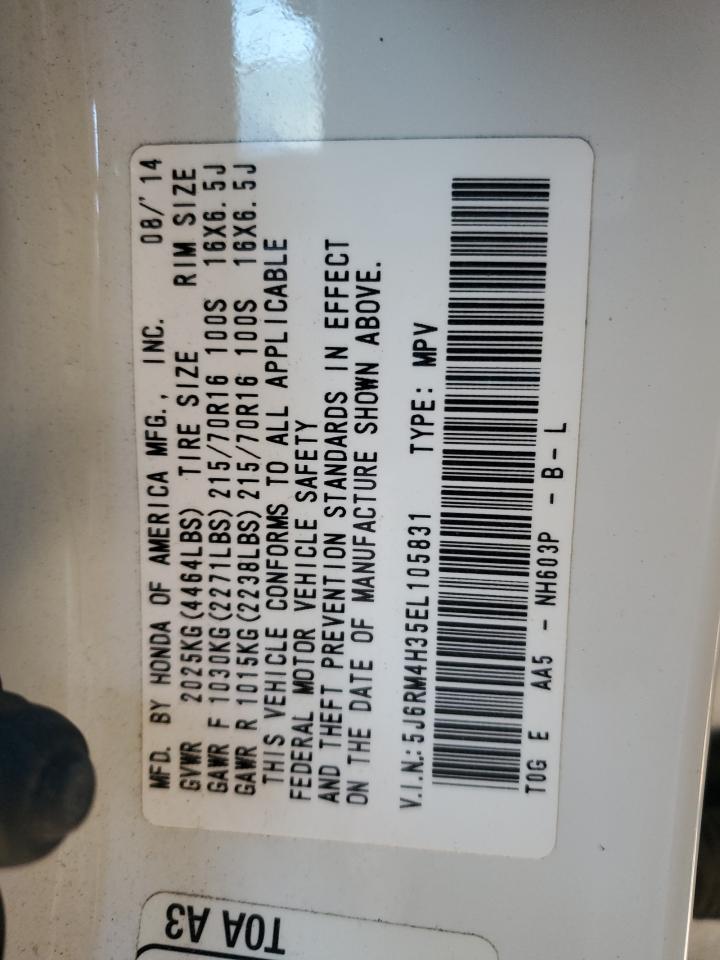 MFD. BY HONDA OF AMERICA MFG., INC. 08/'14
GVWR 2025KG(4464LBS) TIRE SIZE RIM SIZE
GAWR F 1030KG(2271LBS) 215/70R16 100S 16X6.5J
GAWR R 1015KG(2238LBS) 215/70R16 100S 16X6.5J
THIS VEHICLE CONFORMS TO ALL APPLICABLE
FEDERAL MOTOR VEHICLE SAFETY
AND THEFT PREVENTION STANDARDS IN EFFECT
ON THE DATE OF MANUFACTURE SHOWN ABOVE.
V.I.N.: 5J6RM4H35EL105831 TYPE: MPV
T0G E AA5 - NH603P - B - L
T0A A3